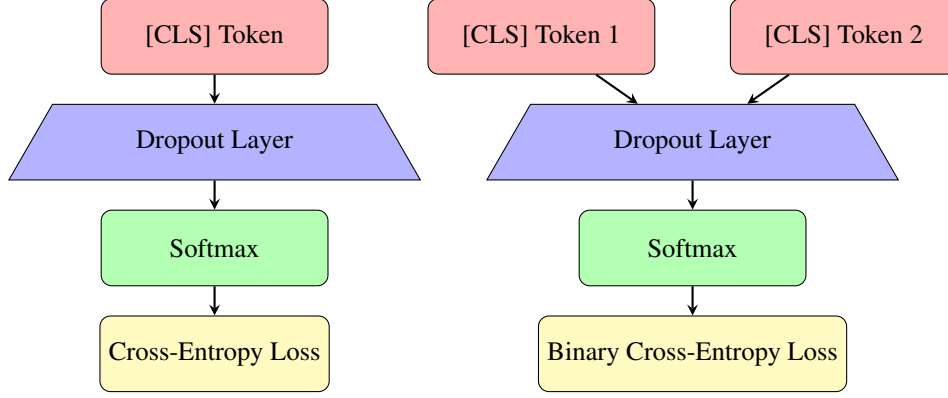 [CLS] Token
Dropout Layer
Softmax
Cross-Entropy Loss
[CLS] Token 1
[CLS] Token 2
Dropout Layer
Softmax
Binary Cross-Entropy Loss